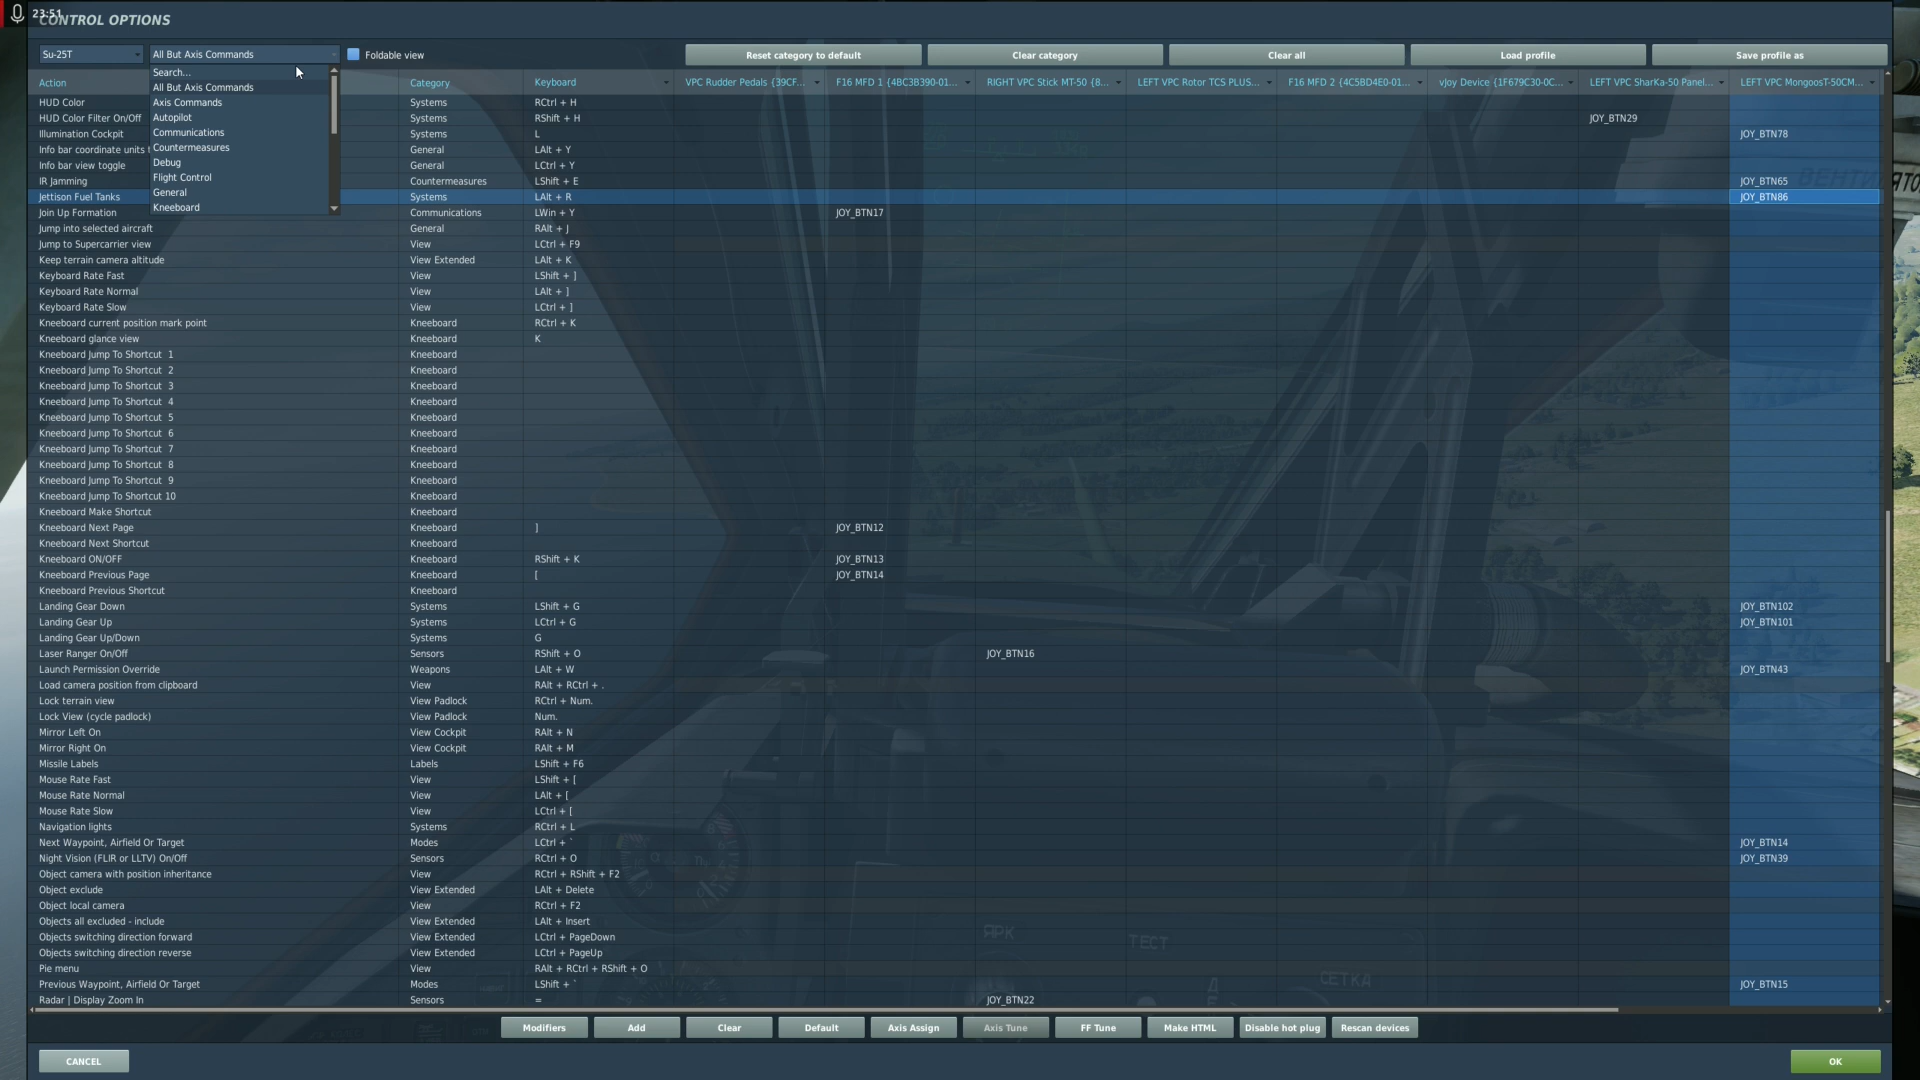 23:51
CONTROL OPTIONS
Su-25T All But Axis Commands Foldable view Reset category to default Clear category Clear all Load profile Save profile as
Search...
Action Category Keyboard VPC Rudder Pedals {39CF... F16 MFD 1 {4BC3B390-01... RIGHT VPC Stick MT-50 {8... LEFT VPC Rotor TCS PLUS... F16 MFD 2 {4C5BD4E0-01... vJoy Device {1F679C30-0C... LEFT VPC SharKa-50 Panel... LEFT VPC MongoosT-50CM...
All But Axis Commands
Axis Commands
Autopilot
Communications
Countermeasures
Debug
Flight Control
General
Kneeboard
HUD Color Systems RCtrl + H
HUD Color Filter On/Off Systems RShift + H JOY_BTN29
Illumination Cockpit Systems L JOY_BTN78
Info bar coordinate units t General LAlt + Y
Info bar view toggle General LCtrl + Y
IR Jamming Countermeasures LShift + E JOY_BTN65
Jettison Fuel Tanks Systems LAlt + R JOY_BTN86
Join Up Formation Communications LWin + Y JOY_BTN17
Jump into selected aircraft General RAlt + J
Jump to Supercarrier view View LCtrl + F9
Keep terrain camera altitude View Extended LAlt + K
Keyboard Rate Fast View LShift + ]
Keyboard Rate Normal View LAlt + ]
Keyboard Rate Slow View LCtrl + ]
Kneeboard current position mark point Kneeboard RCtrl + K
Kneeboard glance view Kneeboard K
Kneeboard Jump To Shortcut 1 Kneeboard
Kneeboard Jump To Shortcut 2 Kneeboard
Kneeboard Jump To Shortcut 3 Kneeboard
Kneeboard Jump To Shortcut 4 Kneeboard
Kneeboard Jump To Shortcut 5 Kneeboard
Kneeboard Jump To Shortcut 6 Kneeboard
Kneeboard Jump To Shortcut 7 Kneeboard
Kneeboard Jump To Shortcut 8 Kneeboard
Kneeboard Jump To Shortcut 9 Kneeboard
Kneeboard Jump To Shortcut 10 Kneeboard
Kneeboard Make Shortcut Kneeboard
Kneeboard Next Page Kneeboard ] JOY_BTN12
Kneeboard Next Shortcut Kneeboard
Kneeboard ON/OFF Kneeboard RShift + K JOY_BTN13
Kneeboard Previous Page Kneeboard [ JOY_BTN14
Kneeboard Previous Shortcut Kneeboard
Landing Gear Down Systems LShift + G JOY_BTN102
Landing Gear Up Systems LCtrl + G JOY_BTN101
Landing Gear Up/Down Systems G
Laser Ranger On/Off Sensors RShift + O JOY_BTN16
Launch Permission Override Weapons LAlt + W JOY_BTN43
Load camera position from clipboard View RAlt + RCtrl + .
Lock terrain view View Padlock RCtrl + Num.
Lock View (cycle padlock) View Padlock Num.
Mirror Left On View Cockpit RAlt + N
Mirror Right On View Cockpit RAlt + M
Missile Labels Labels LShift + F6
Mouse Rate Fast View LShift + [
Mouse Rate Normal View LAlt + [
Mouse Rate Slow View LCtrl + [
Navigation lights Systems RCtrl + L
Next Waypoint, Airfield Or Target Modes LCtrl + ` JOY_BTN14
Night Vision (FLIR or LLTV) On/Off Sensors RCtrl + O JOY_BTN39
Object camera with position inheritance View RCtrl + RShift + F2
Object exclude View Extended LAlt + Delete
Object local camera View RCtrl + F2
Objects all excluded - include View Extended LAlt + Insert
Objects switching direction forward View Extended LCtrl + PageDown
Objects switching direction reverse View Extended LCtrl + PageUp
Pie menu View RAlt + RCtrl + RShift + O
Previous Waypoint, Airfield Or Target Modes LShift + ` JOY_BTN15
Radar | Display Zoom In Sensors = JOY_BTN22
ЯРК ТЕСТ
СЕТКА
Modifiers Add Clear Default Axis Assign Axis Tune FF Tune Make HTML Disable hot plug Rescan devices
CANCEL OK